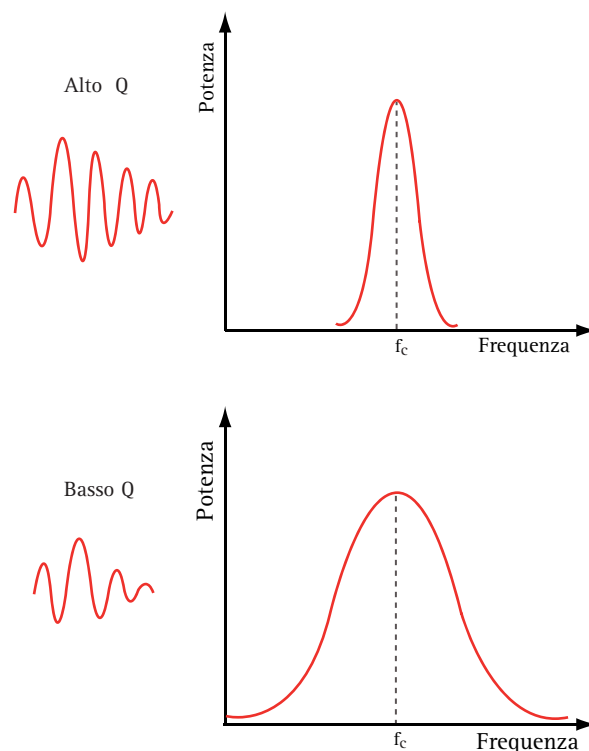 Alto Q
Potenza
fc
Frequenza
Basso Q
Potenza
fc
Frequenza